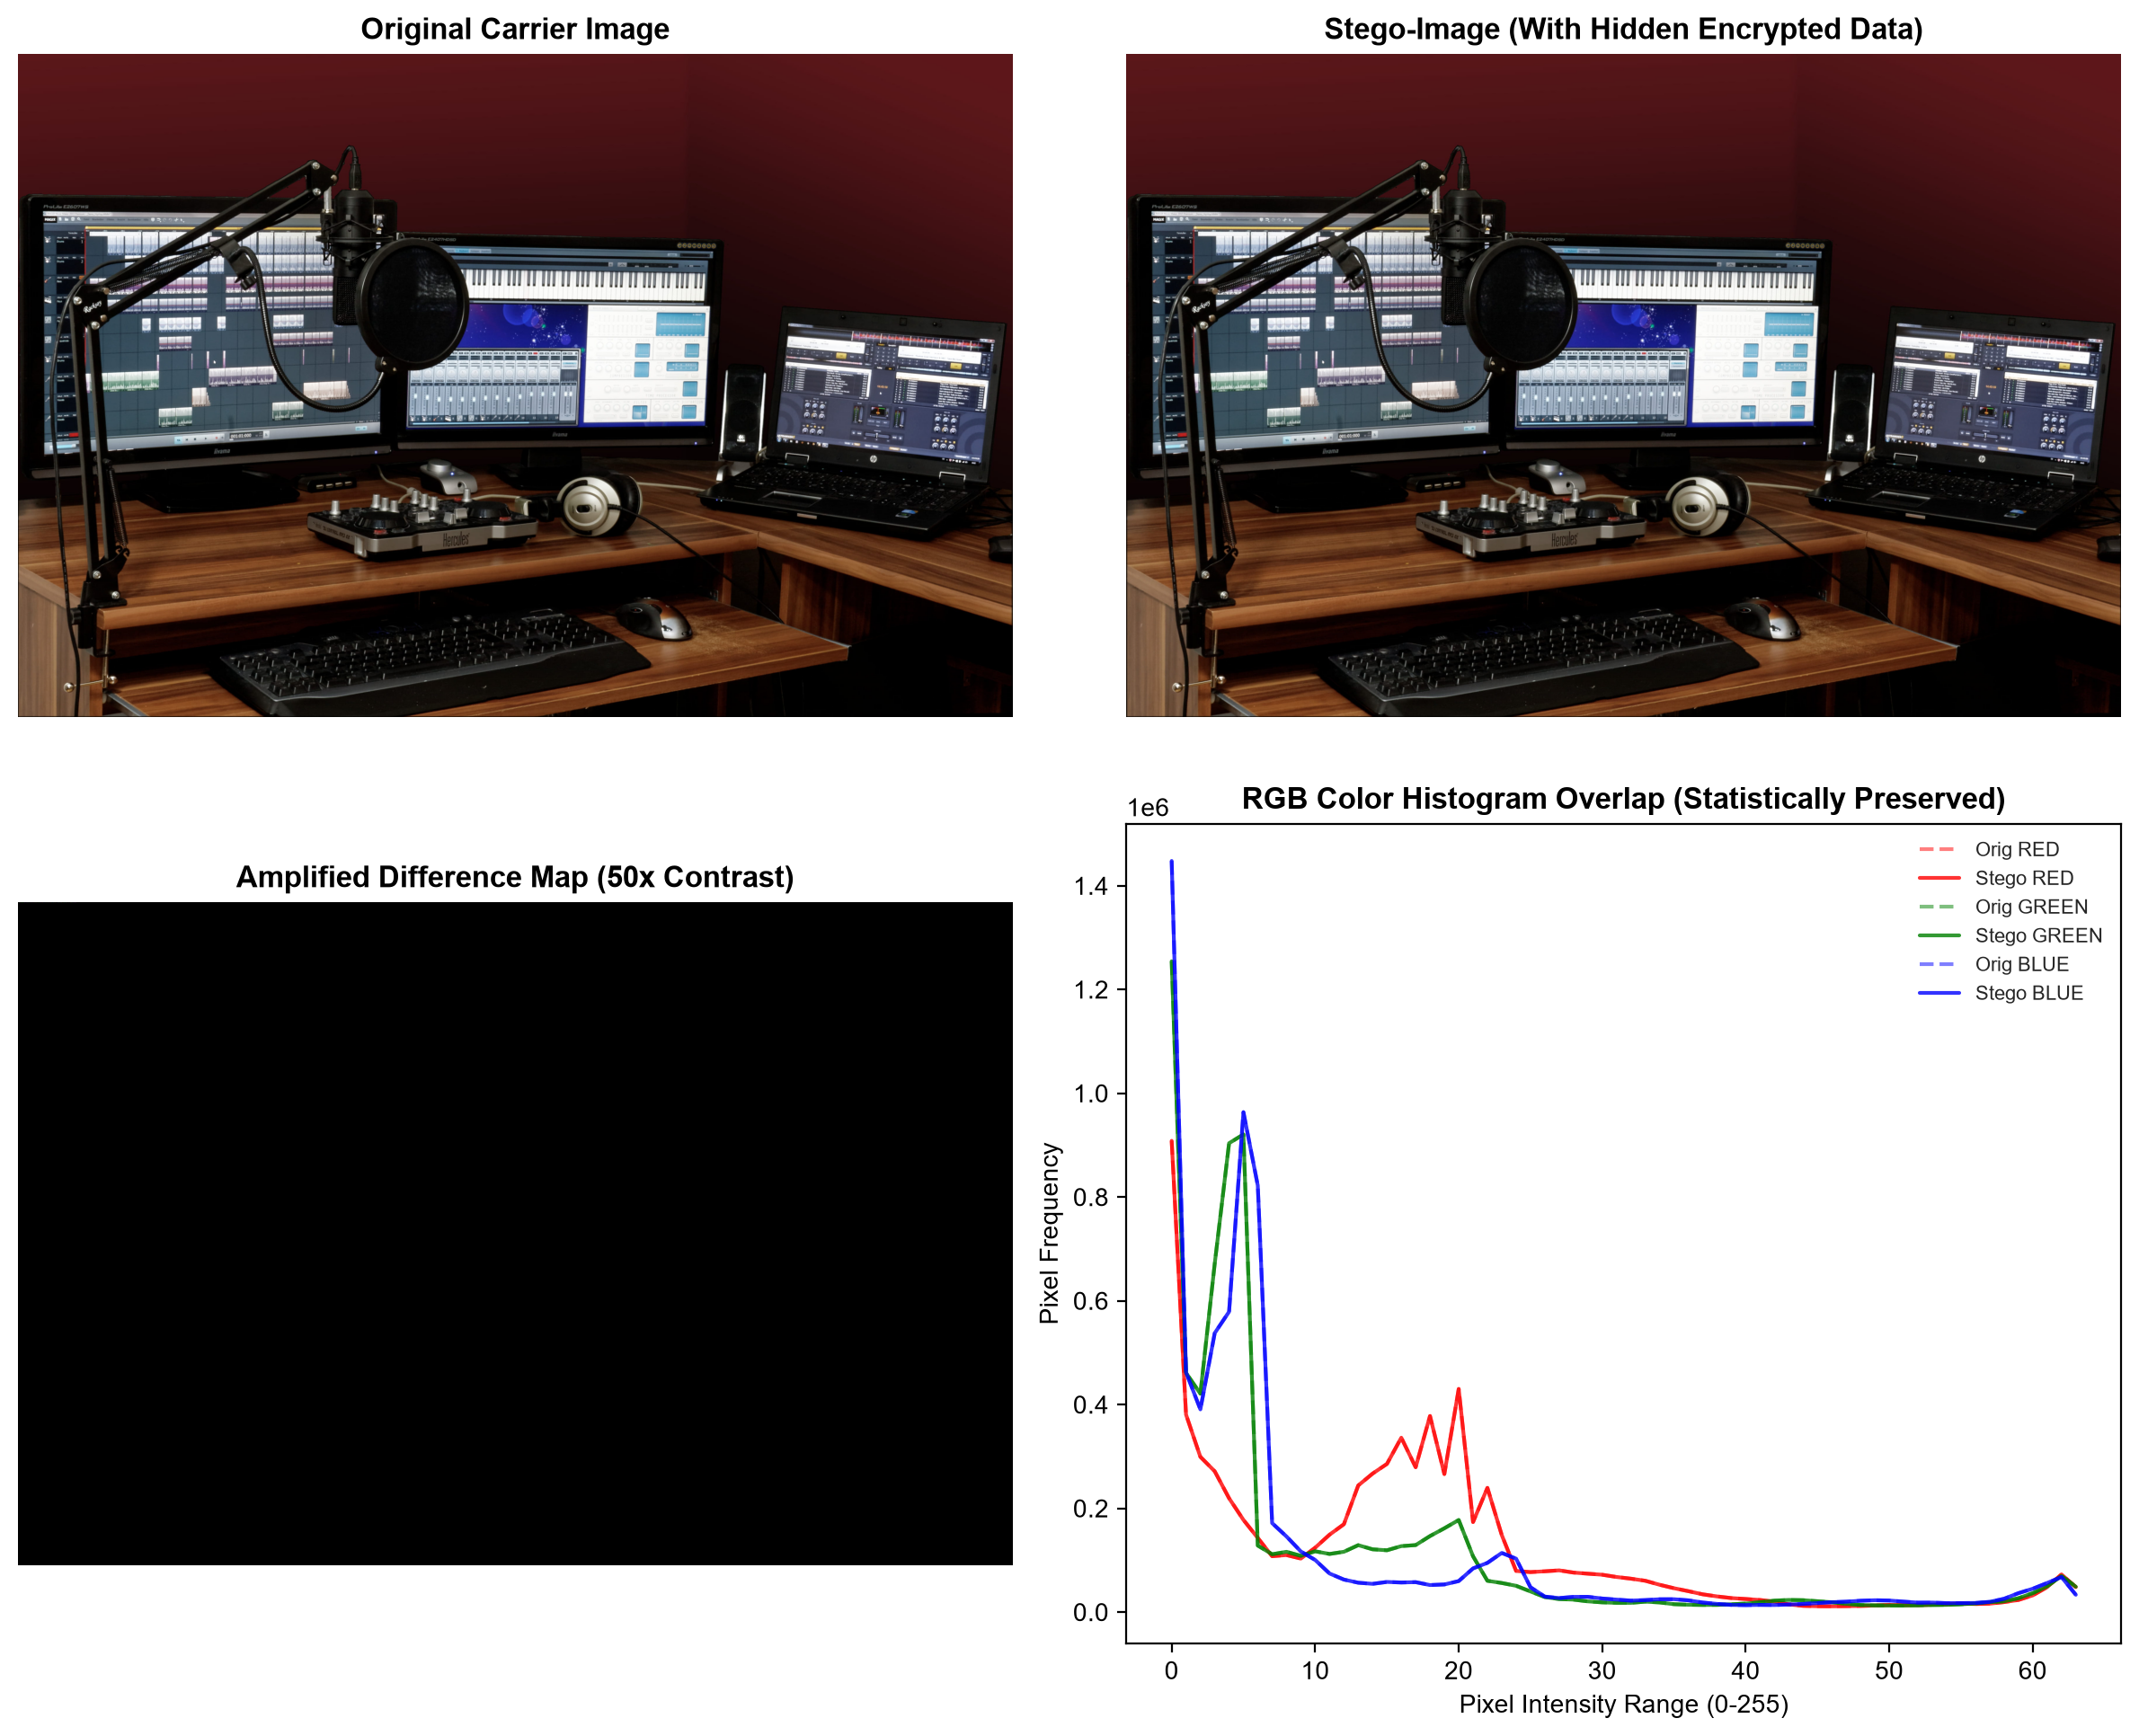 Original Carrier Image
Stego-Image (With Hidden Encrypted Data)
Hercules
Hercules
Amplified Difference Map (50x Contrast)
RGB Color Histogram Overlap (Statistically Preserved)
1e6
Orig RED
Stego RED
Orig GREEN
Stego GREEN
Orig BLUE
Stego BLUE
1.4
1.2
1.0
0.8
0.6
0.4
0.2
0.0
Pixel Frequency
0 10 20 30 40 50 60
Pixel Intensity Range (0-255)